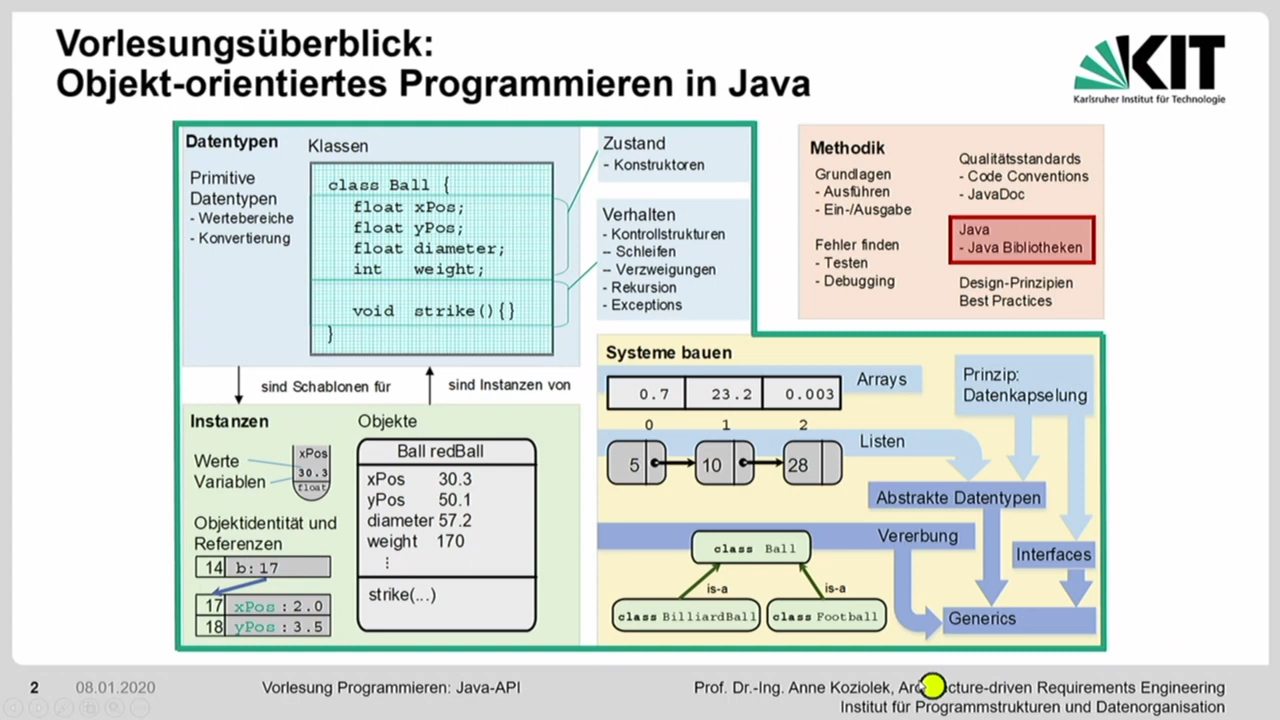 Vorlesungsüberblick:
Objekt-orientiertes Programmieren in Java
KIT
Karlsruher Institut für Technologie
Datentypen
Primitive
Datentypen
- Wertebereiche
- Konvertierung
Klassen
class Ball {
float xPos;
float yPos;
float diameter;
int weight;
void strike(){}
}
Zustand
- Konstruktoren
Verhalten
- Kontrollstrukturen
– Schleifen
– Verzweigungen
- Rekursion
- Exceptions
Methodik
Grundlagen
- Ausführen
- Ein-/Ausgabe
Fehler finden
- Testen
- Debugging
Qualitätsstandards
- Code Conventions
- JavaDoc
Java
- Java Bibliotheken
Design-Prinzipien
Best Practices
sind Schablonen für
sind Instanzen von
Instanzen
Werte
Variablen
xPos
30.3
float
Objektidentität und
Referenzen
14 b:17
17 xPos:2.0
18 yPos:3.5
Objekte
Ball redBall
xPos 30.3
yPos 50.1
diameter 57.2
weight 170
⋮
strike(...)
Systeme bauen
0.7 23.2 0.003
0 1 2
Arrays
5 10 28
Listen
Prinzip:
Datenkapselung
Abstrakte Datentypen
Vererbung
class Ball
is-a is-a
class BilliardBall class Football
Interfaces
Generics
2 08.01.2020 Vorlesung Programmieren: Java-API
Prof. Dr.-Ing. Anne Koziolek, Requirements Engineering
Institut für Programmstrukturen und Datenorganisation